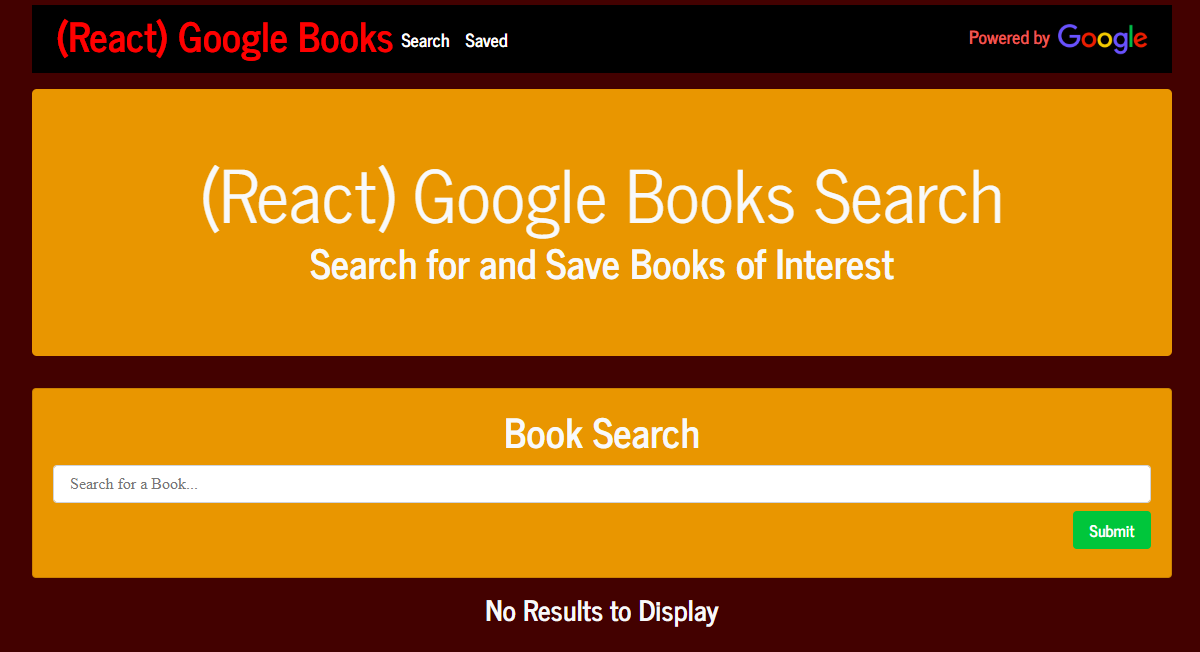 (React) Google Books Search Saved Powered by Google
(React) Google Books Search
Search for and Save Books of Interest
Book Search
Search for a Book...
Submit
No Results to Display